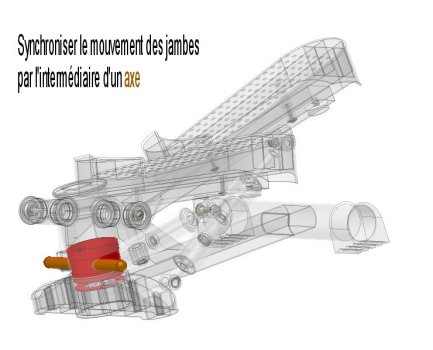 Synchroniser le mouvement des jambes
par l'intermédiaire d'un axe